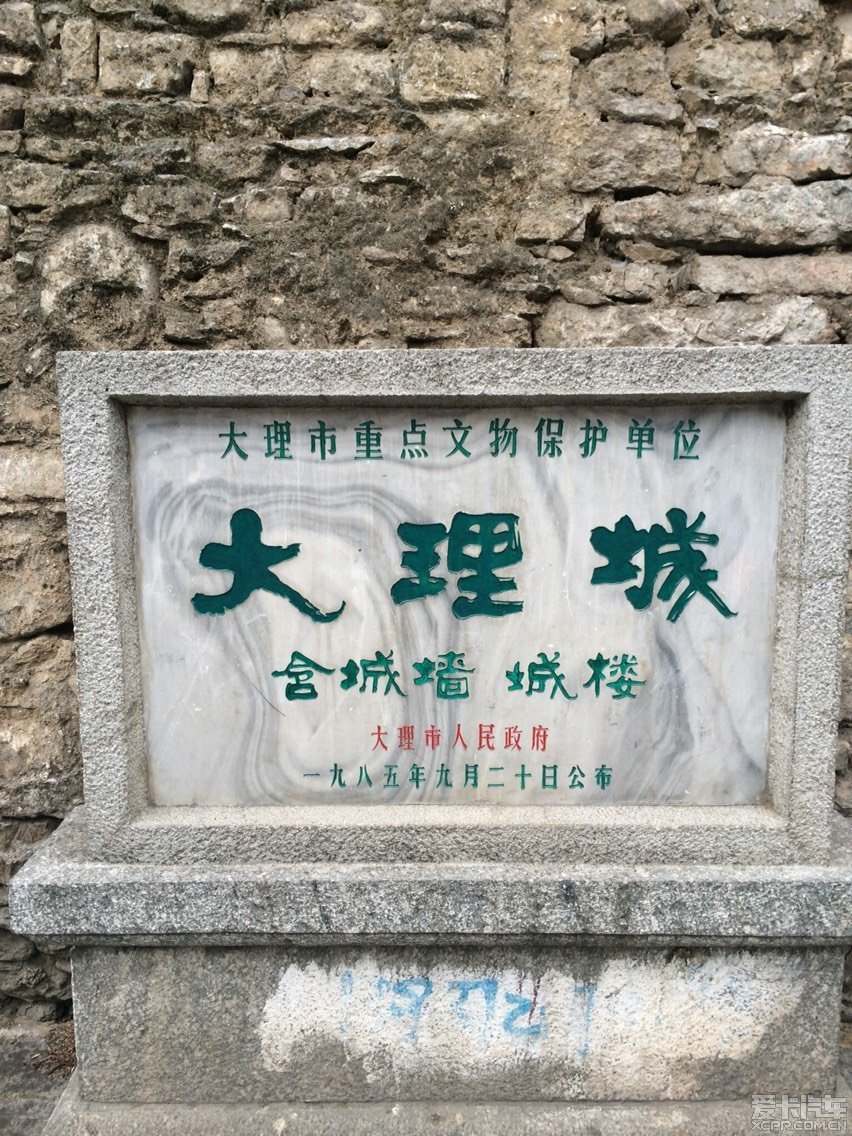 大理市重点文物保护单位
大理城
含城墙 城楼
大理市人民政府
一九八五年九月二十日公布
爱卡汽车
XCAR.COM.CN